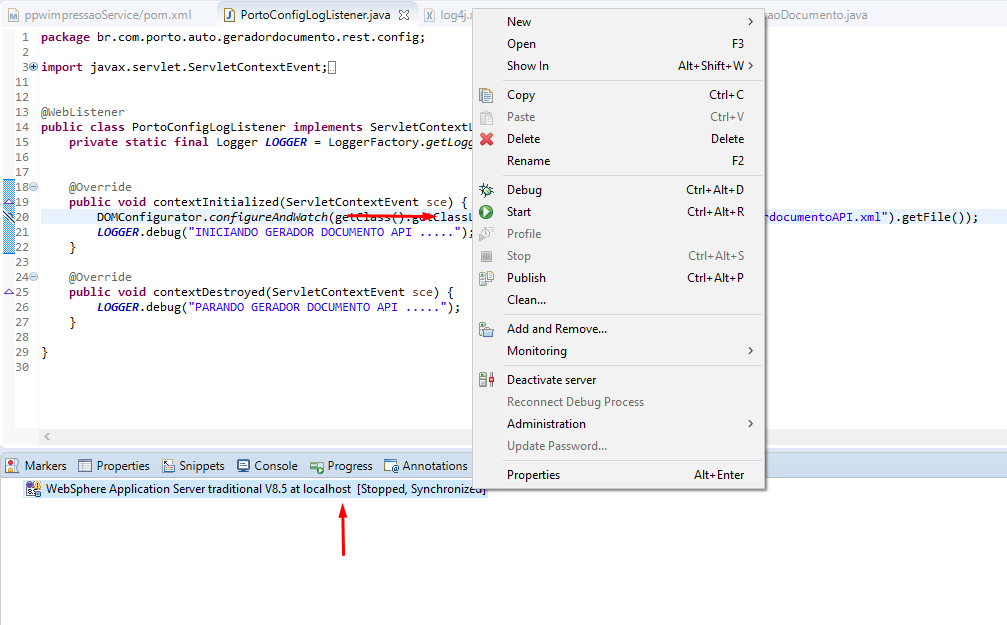 ppwimpressaoService/pom.xml
PortoConfigLogListener.java
log4j.x
aoDocumento.java
1 package br.com.porto.auto.geradordocumento.rest.config;
2
3 import javax.servlet.ServletContextEvent;
11
12
13 @WebListener
14 public class PortoConfigLogListener implements ServletContextL
15 private static final Logger LOGGER = LoggerFactory.getLogg
16
17
18 @Override
19 public void contextInitialized(ServletContextEvent sce) {
20 DOMConfigurator.configureAndWatch(getClass().getClassL
rdocumentoAPI.xml").getFile());
21 LOGGER.debug("INICIANDO GERADOR DOCUMENTO API .....");
22 }
23
24 @Override
25 public void contextDestroyed(ServletContextEvent sce) {
26 LOGGER.debug("PARANDO GERADOR DOCUMENTO API .....");
27 }
28
29 }
30
New
Open F3
Show In Alt+Shift+W
Copy Ctrl+C
Paste Ctrl+V
Delete Delete
Rename F2
Debug Ctrl+Alt+D
Start Ctrl+Alt+R
Profile
Stop Ctrl+Alt+S
Publish Ctrl+Alt+P
Clean...
Add and Remove...
Monitoring
Deactivate server
Reconnect Debug Process
Administration
Update Password...
Properties Alt+Enter
Markers Properties Snippets Console Progress Annotations
WebSphere Application Server traditional V8.5 at localhost [Stopped, Synchronized]